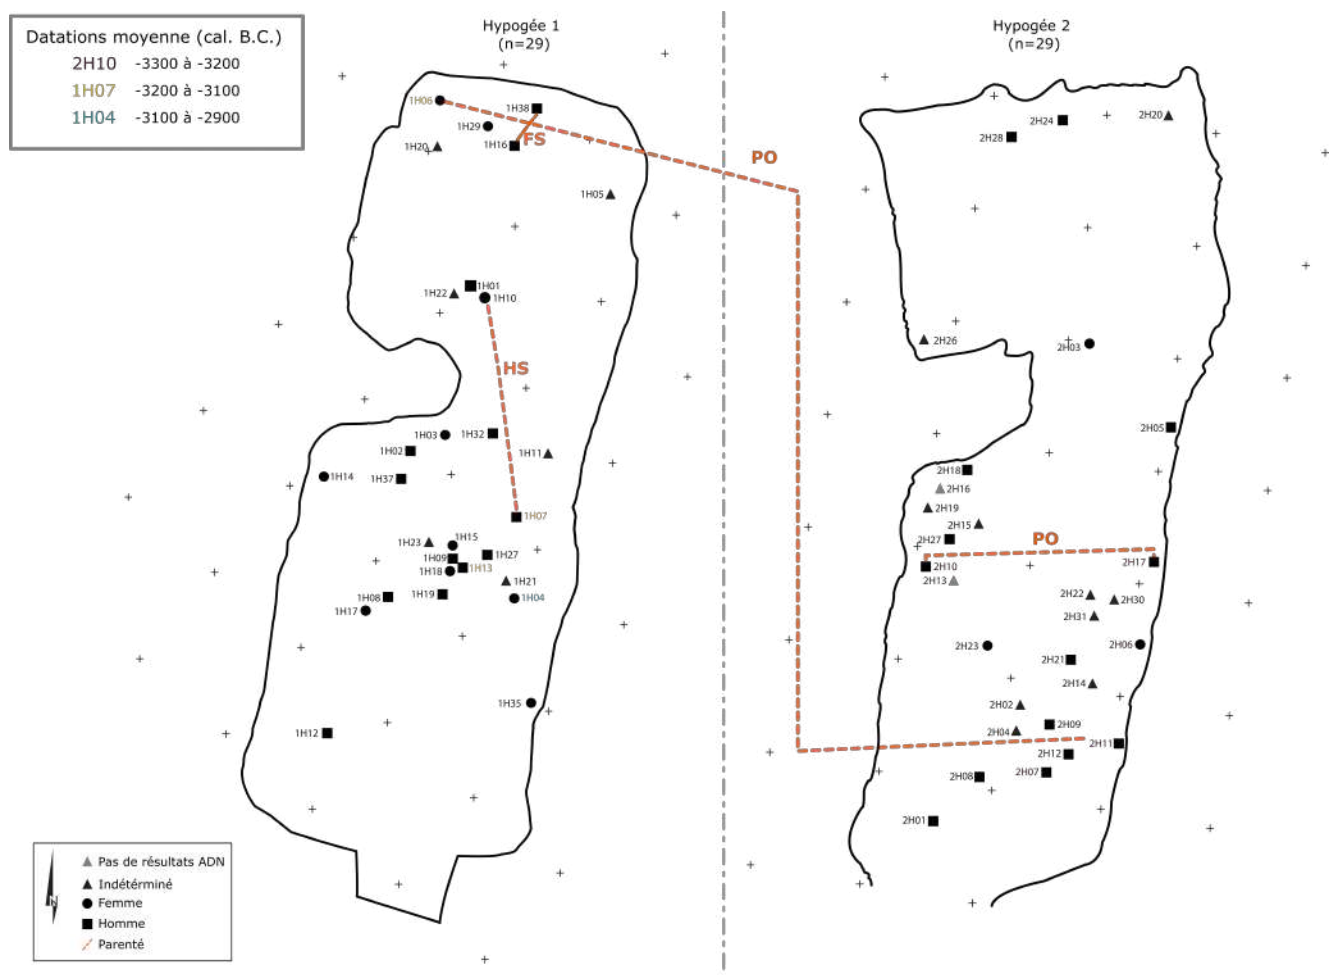 Datations moyenne (cal. B.C.)
2H10 -3300 à -3200
1H07 -3200 à -3100
1H04 -3100 à -2900
Hypogée 1
(n=29)
Hypogée 2
(n=29)
1H06
1H38
1H29
FS
1H20
1H16
PO
1H05
1H22
1H01
1H10
HS
1H03
1H32
1H02
1H11
1H14
1H37
1H07
1H23
1H15
1H09
1H27
1H18
1H13
1H21
1H08
1H19
1H04
1H17
1H35
1H12
2H24
2H20
2H28
2H26
2H03
2H05
2H18
2H16
2H19
2H15
2H27
PO
2H10
2H17
2H13
2H22
2H30
2H31
2H23
2H06
2H21
2H14
2H02
2H09
2H04
2H11
2H12
2H08
2H07
2H01
N
Pas de résultats ADN
Indétérminé
Femme
Homme
Parenté